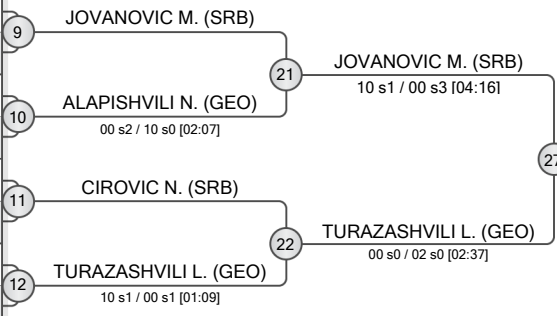 9
JOVANOVIC M. (SRB)
21
JOVANOVIC M. (SRB)
10 s1 / 00 s3 [04:16]
10
ALAPISHVILI N. (GEO)
00 s2 / 10 s0 [02:07]
27
11
CIROVIC N. (SRB)
22
TURAZASHVILI L. (GEO)
00 s0 / 02 s0 [02:37]
12
TURAZASHVILI L. (GEO)
10 s1 / 00 s1 [01:09]